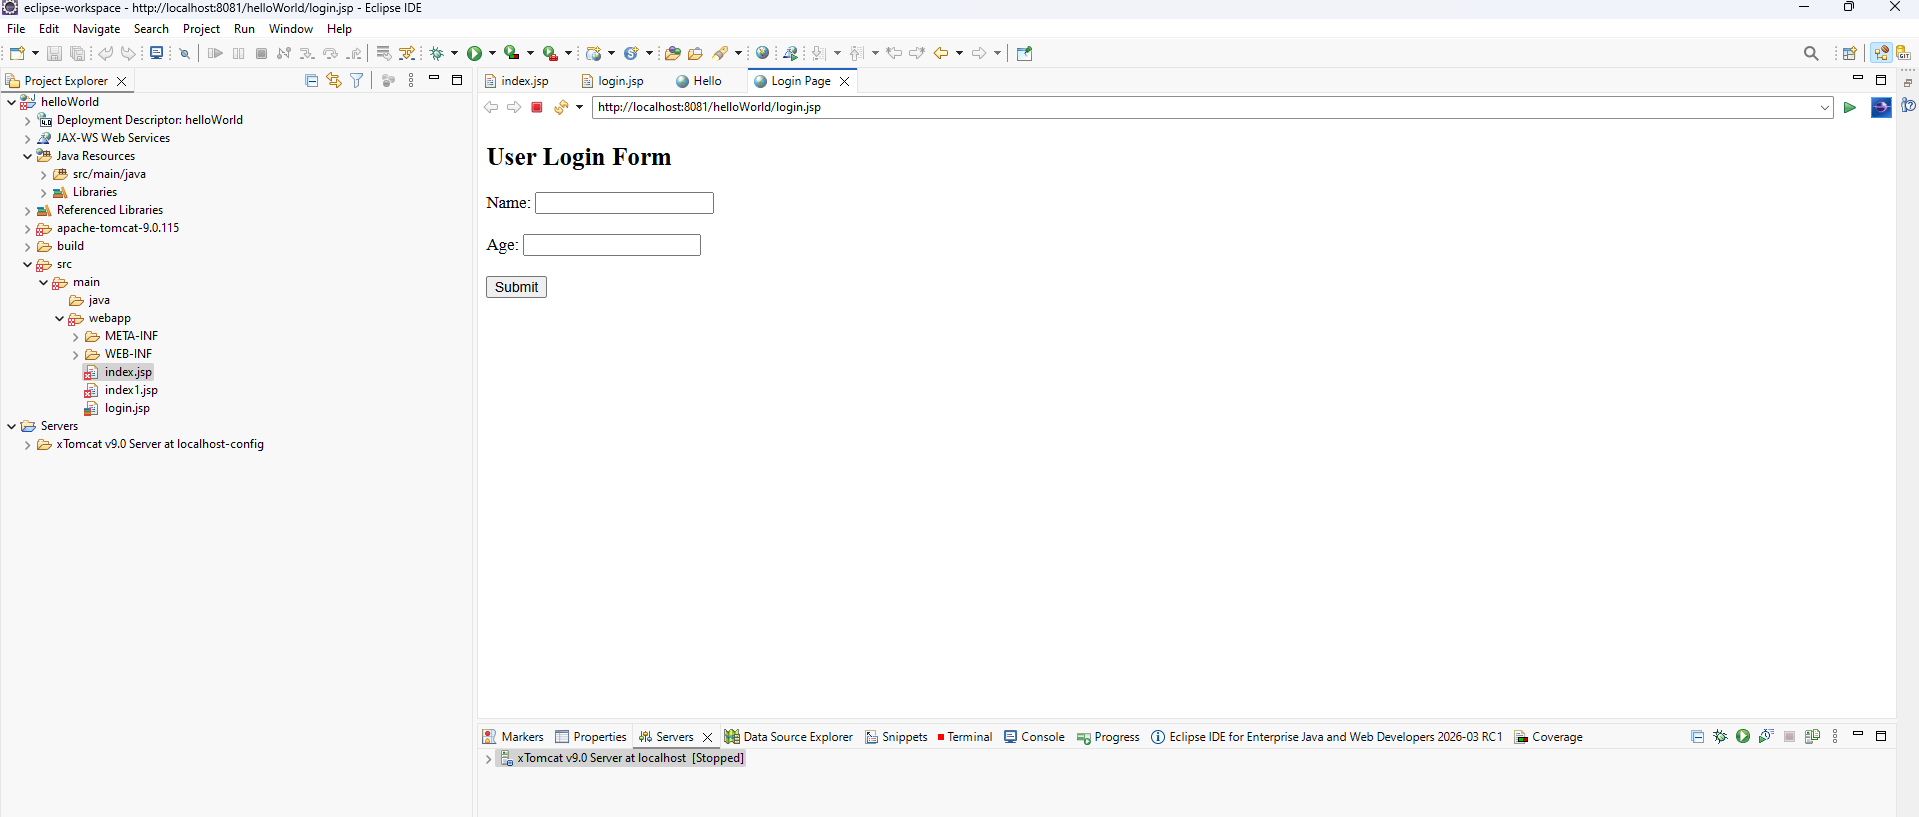 eclipse-workspace - http://localhost:8081/helloWorld/login.jsp - Eclipse IDE
File Edit Navigate Search Project Run Window Help
Project Explorer
helloWorld
Deployment Descriptor: helloWorld
JAX-WS Web Services
Java Resources
src/main/java
Libraries
Referenced Libraries
apache-tomcat-9.0.115
build
src
main
java
webapp
META-INF
WEB-INF
index.jsp
index1.jsp
login.jsp
Servers
xTomcat v9.0 Server at localhost-config
index.jsp login.jsp Hello Login Page
http://localhost:8081/helloWorld/login.jsp
User Login Form
Name:
Age:
Submit
Markers Properties Servers Data Source Explorer Snippets Terminal Console Progress Eclipse IDE for Enterprise Java and Web Developers 2026-03 RC1 Coverage
xTomcat v9.0 Server at localhost [Stopped]